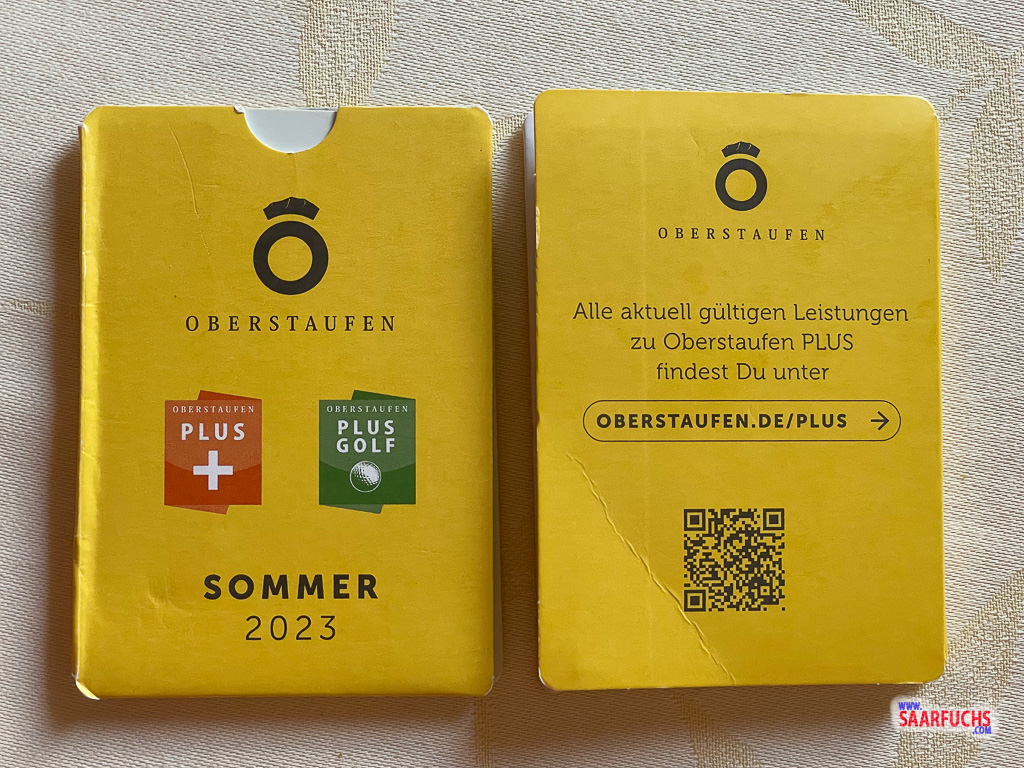 Ō
OBERSTAUFEN
OBERSTAUFEN
PLUS
OBERSTAUFEN
PLUS
GOLF
SOMMER
2023
Ō
OBERSTAUFEN
Alle aktuell gültigen Leistungen
zu Oberstaufen PLUS
findest Du unter
OBERSTAUFEN.DE/PLUS →
WWW.
SAARFUCHS
.COM